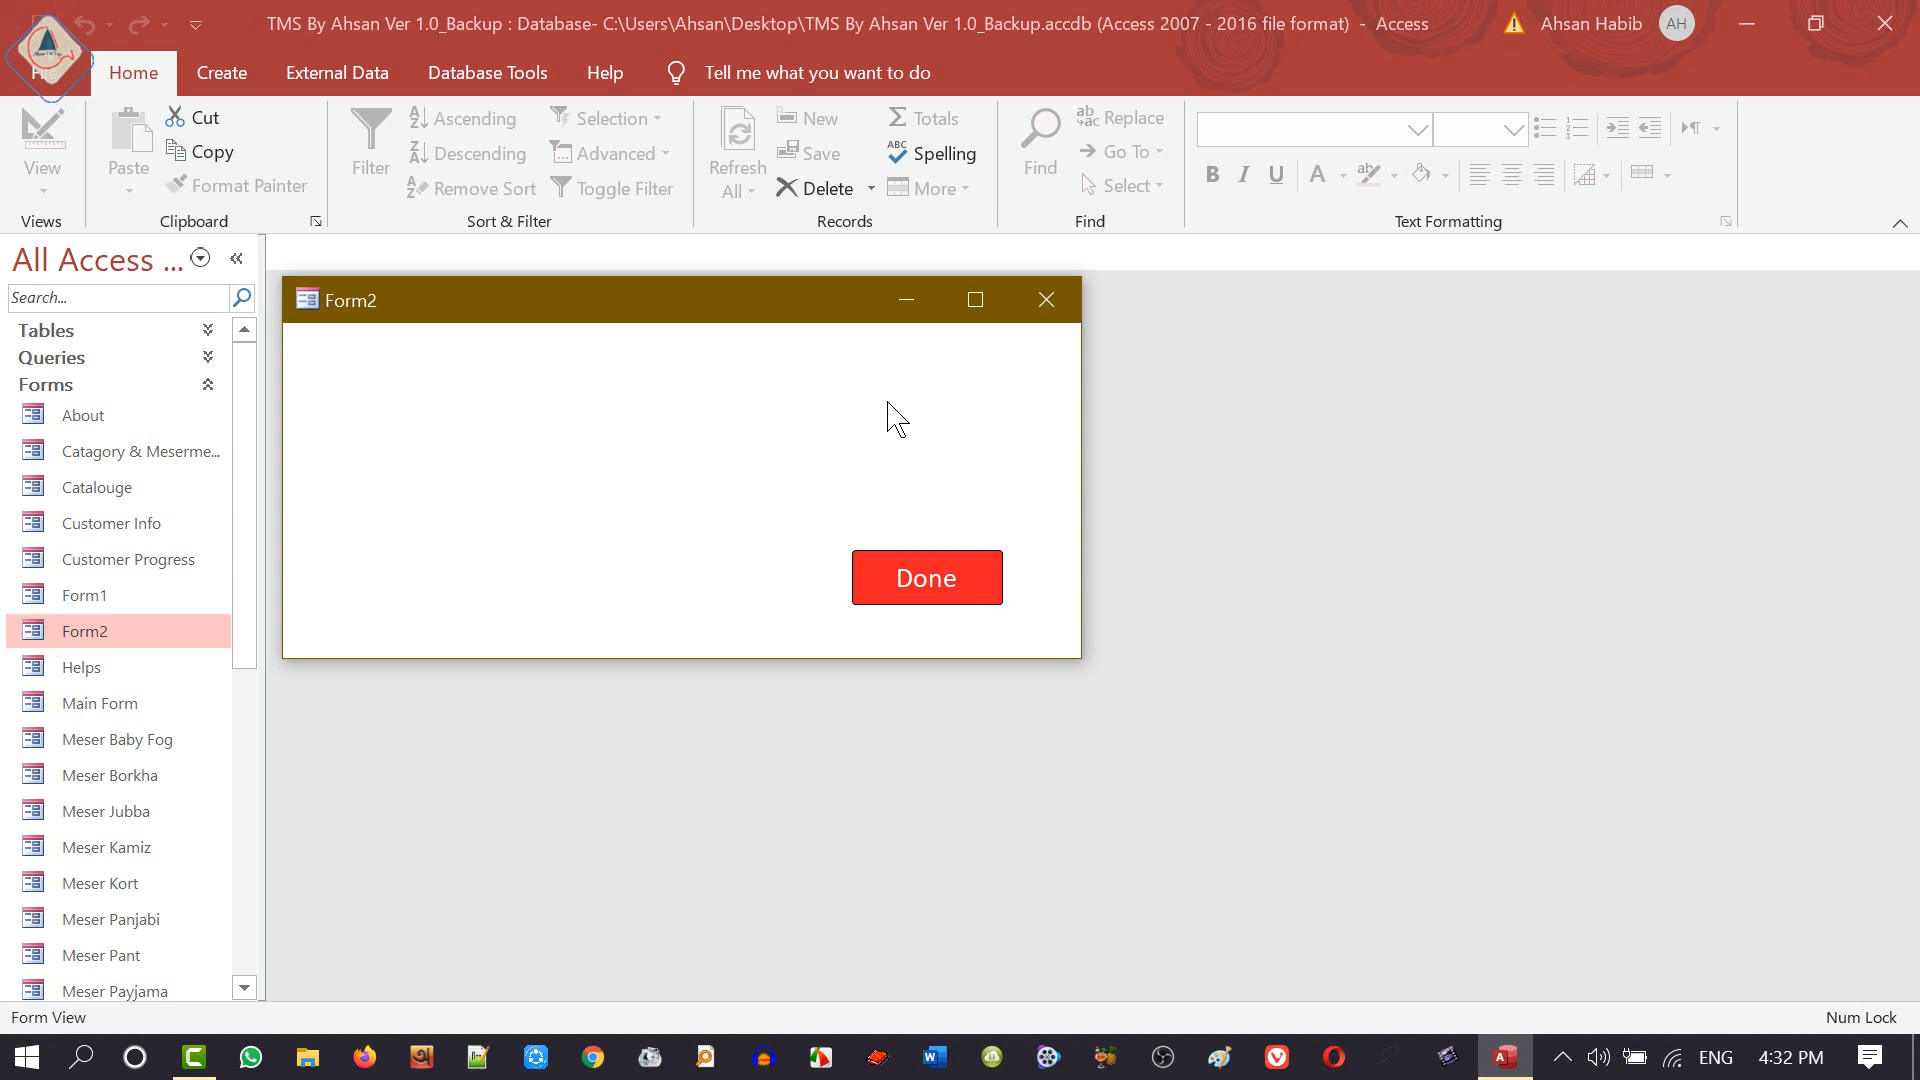 TMS By Ahsan Ver 1.0_Backup : Database- C:\Users\Ahsan\Desktop\TMS By Ahsan Ver 1.0_Backup.accdb (Access 2007 - 2016 file format) - Access
Ahsan Habib AH
File Home Create External Data Database Tools Help Tell me what you want to do
View
Views
Paste
Cut
Copy
Format Painter
Clipboard
Filter
Ascending
Descending
Remove Sort
Selection
Advanced
Toggle Filter
Sort & Filter
Refresh
All
New
Save
Delete
Totals
Spelling
More
Records
Find
Replace
Go To
Select
Find
Text Formatting
All Access ...
Search...
Tables
Queries
Forms
About
Catagory & Meserme...
Catalouge
Customer Info
Customer Progress
Form1
Form2
Helps
Main Form
Meser Baby Fog
Meser Borkha
Meser Jubba
Meser Kamiz
Meser Kort
Meser Panjabi
Meser Pant
Meser Payjama
Form2
Done
Form View
Num Lock
ENG
4:32 PM